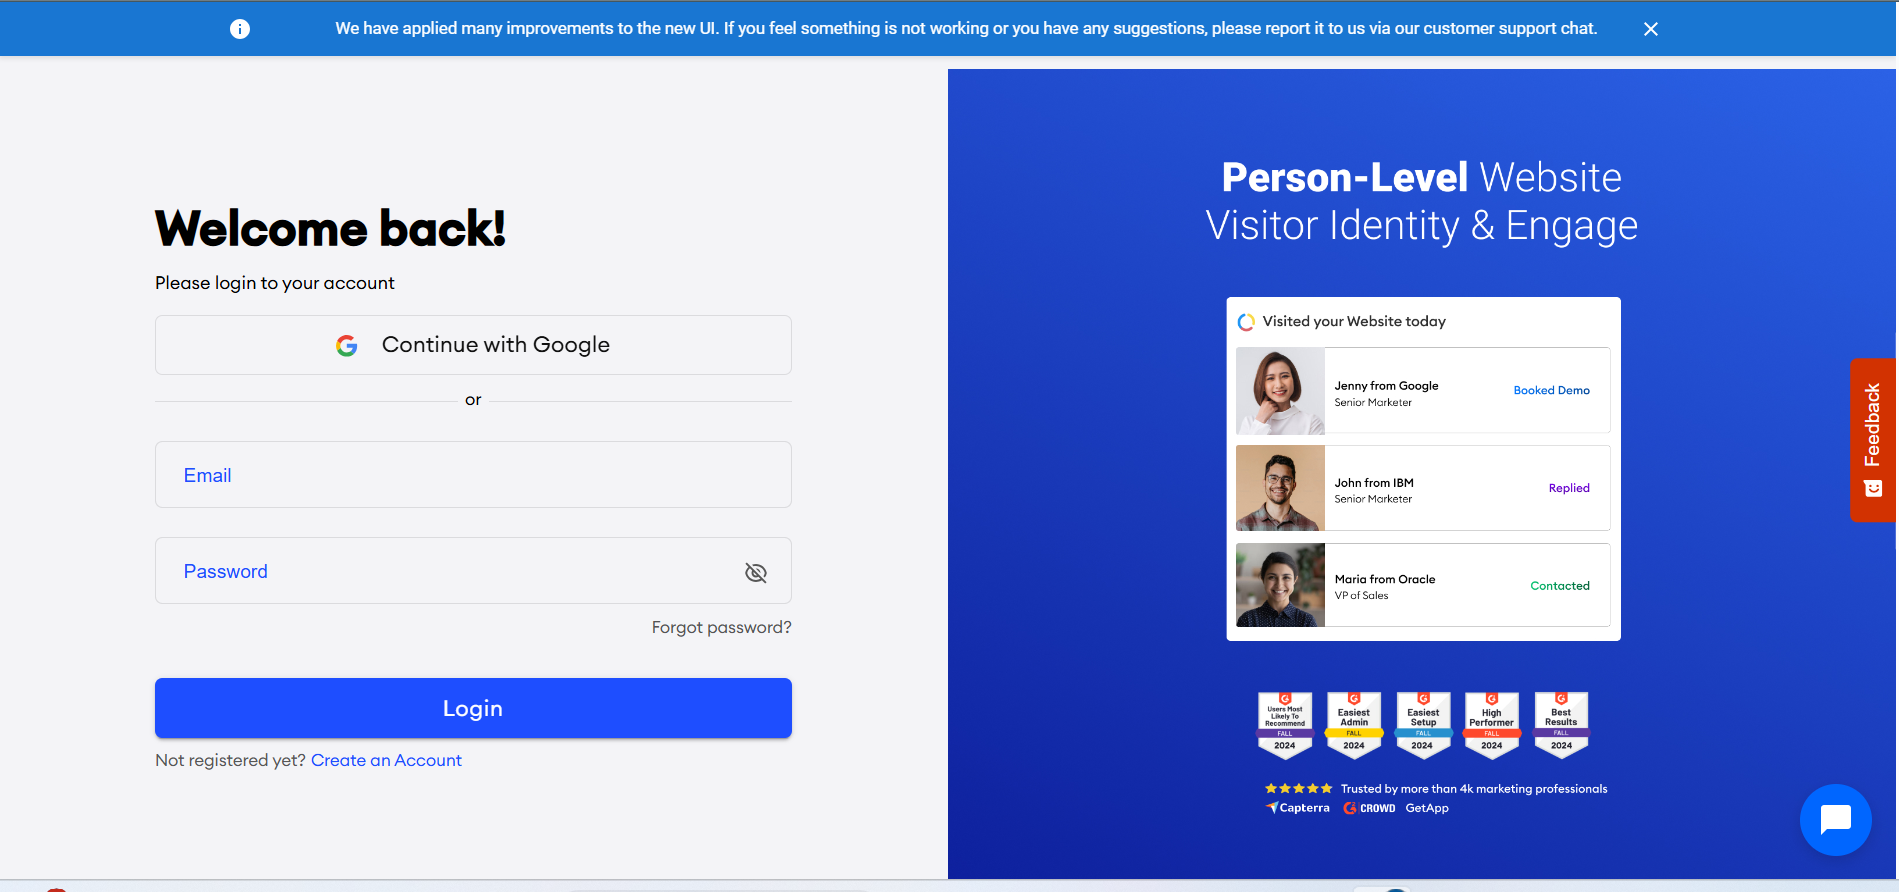 We have applied many improvements to the new UI. If you feel something is not working or you have any suggestions, please report it to us via our customer support chat.
Welcome back!
Please login to your account
Continue with Google
or
Email
Password
Forgot password?
Login
Not registered yet? Create an Account
Person-Level Website
Visitor Identity & Engage
Visited your Website today
Jenny from Google
Senior Marketer
Booked Demo
John from IBM
Senior Marketer
Replied
Maria from Oracle
VP of Sales
Contacted
Users Most
Likely To
Recommend
FALL
2024
Easiest
Admin
FALL
2024
Easiest
Setup
FALL
2024
High
Performer
FALL
2024
Best
Results
FALL
2024
Trusted by more than 4k marketing professionals
Capterra CROWD GetApp
Feedback